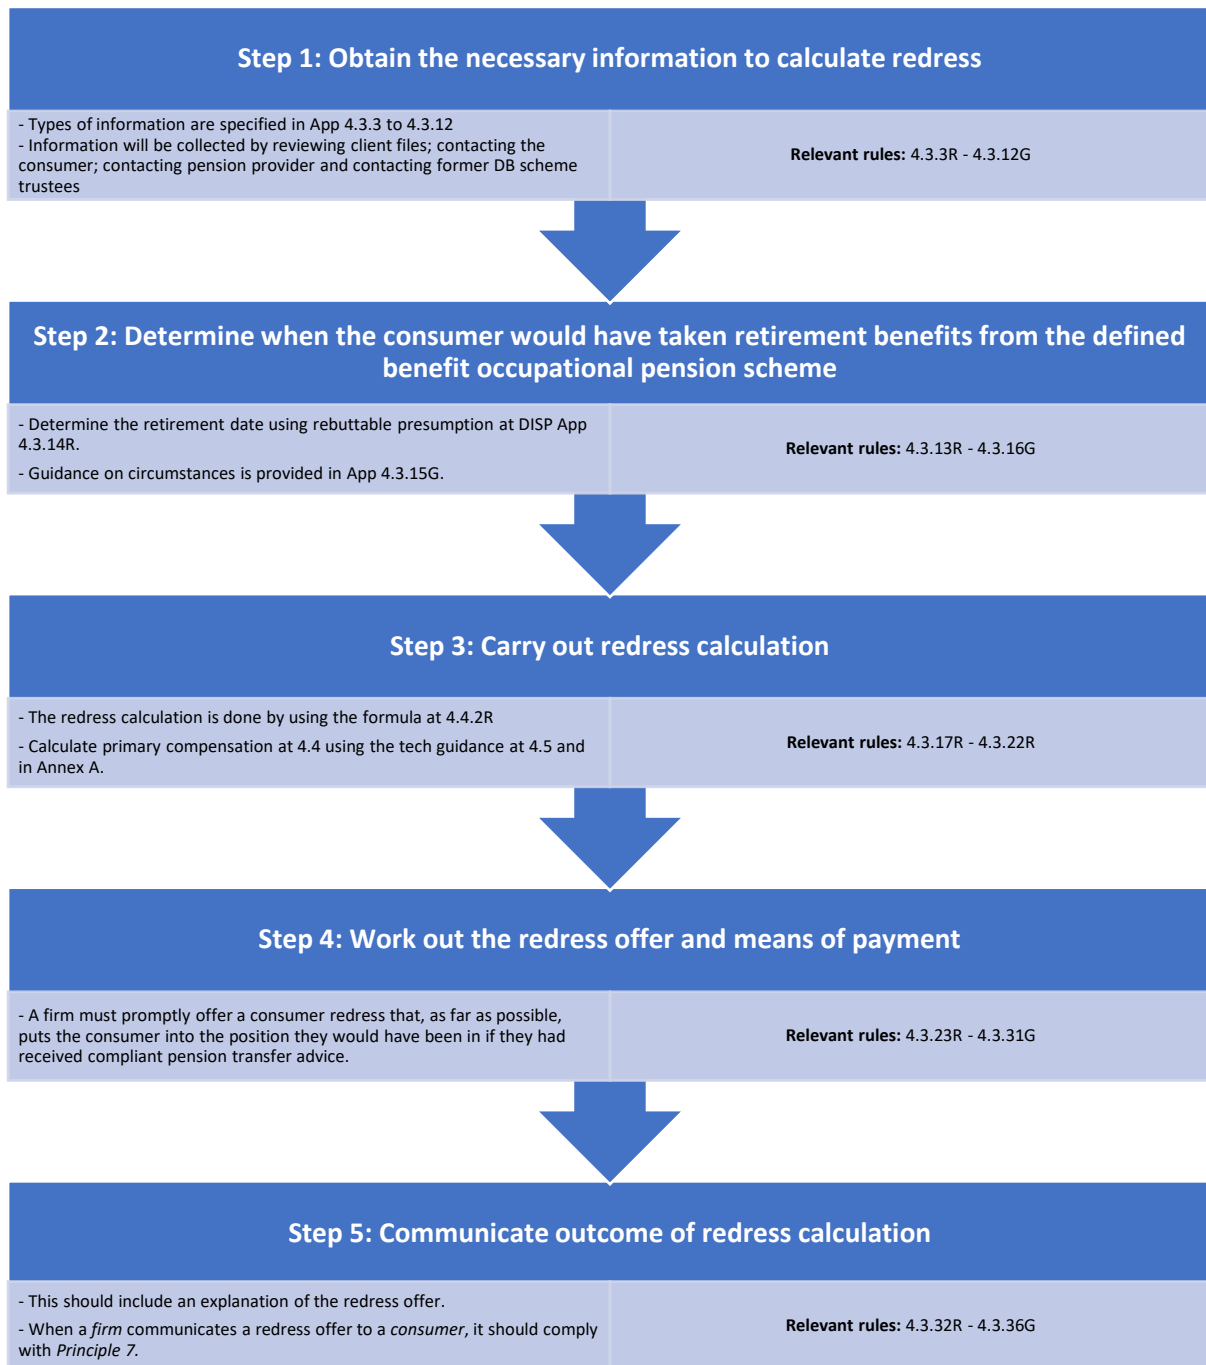 Step 1: Obtain the necessary information to calculate redress
- Types of information are specified in App 4.3.3 to 4.3.12
- Information will be collected by reviewing client files; contacting the
consumer; contacting pension provider and contacting former DB scheme
trustees
Relevant rules: 4.3.3R - 4.3.12G
Step 2: Determine when the consumer would have taken retirement benefits from the defined
benefit occupational pension scheme
- Determine the retirement date using rebuttable presumption at DISP App
4.3.14R.
- Guidance on circumstances is provided in App 4.3.15G.
Relevant rules: 4.3.13R - 4.3.16G
Step 3: Carry out redress calculation
- The redress calculation is done by using the formula at 4.4.2R
- Calculate primary compensation at 4.4 using the tech guidance at 4.5 and
in Annex A.
Relevant rules: 4.3.17R - 4.3.22R
Step 4: Work out the redress offer and means of payment
- A firm must promptly offer a consumer redress that, as far as possible,
puts the consumer into the position they would have been in if they had
received compliant pension transfer advice.
Relevant rules: 4.3.23R - 4.3.31G
Step 5: Communicate outcome of redress calculation
- This should include an explanation of the redress offer.
- When a firm communicates a redress offer to a consumer, it should comply
with Principle 7.
Relevant rules: 4.3.32R - 4.3.36G